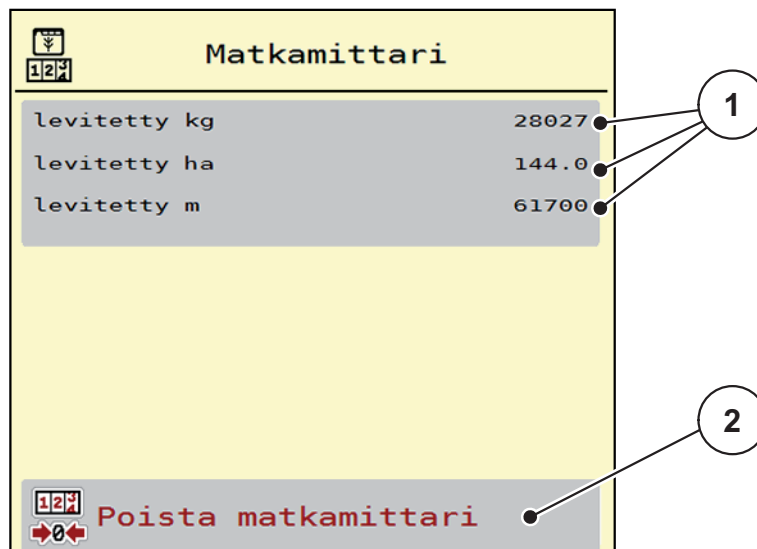 Matkamittari
levitetty kg 28027
levitetty ha 144.0
levitetty m 61700
1
2
Poista matkamittari